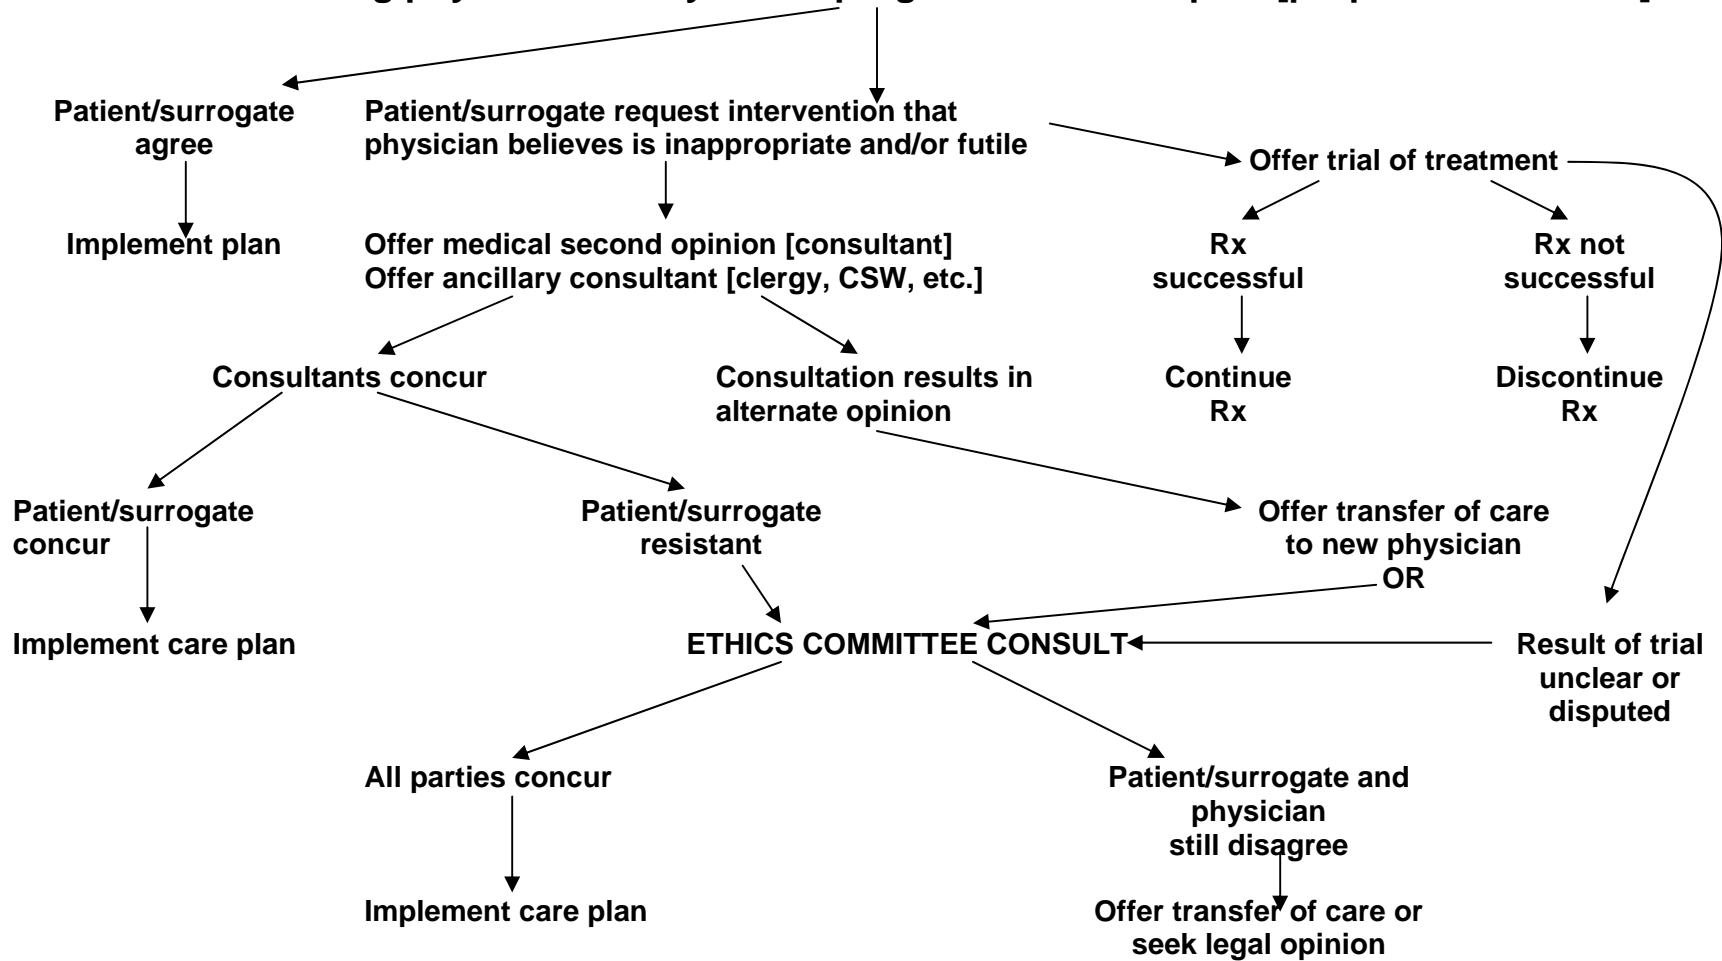 Patient/surrogate
agree
Patient/surrogate request intervention that
physician believes is inappropriate and/or futile
Offer trial of treatment
Implement plan
Offer medical second opinion [consultant]
Offer ancillary consultant [clergy, CSW, etc.]
Rx
successful
Rx not
successful
Consultants concur
Consultation results in
alternate opinion
Continue
Rx
Discontinue
Rx
Patient/surrogate
concur
Patient/surrogate
resistant
Offer transfer of care
to new physician
OR
Implement care plan
ETHICS COMMITTEE CONSULT
Result of trial
unclear or
disputed
All parties concur
Patient/surrogate and
physician
still disagree
Implement care plan
Offer transfer of care or
seek legal opinion